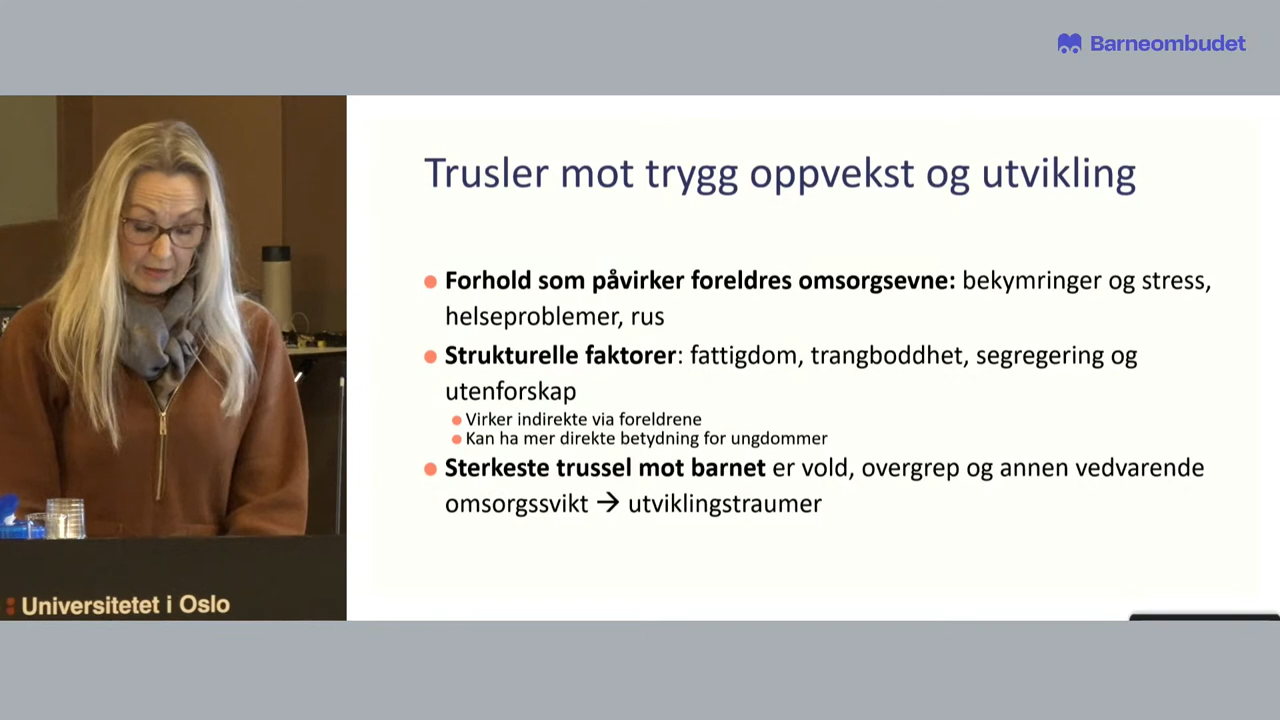 Barneombudet
Trusler mot trygg oppvekst og utvikling
● Forhold som påvirker foreldres omsorgsevne: bekymringer og stress,
helseproblemer, rus
● Strukturelle faktorer: fattigdom, trangboddhet, segregering og
utenforskap
● Virker indirekte via foreldrene
● Kan ha mer direkte betydning for ungdommer
● Sterkeste trussel mot barnet er vold, overgrep og annen vedvarende
omsorgssvikt → utviklingstraumer
Universitetet i Oslo